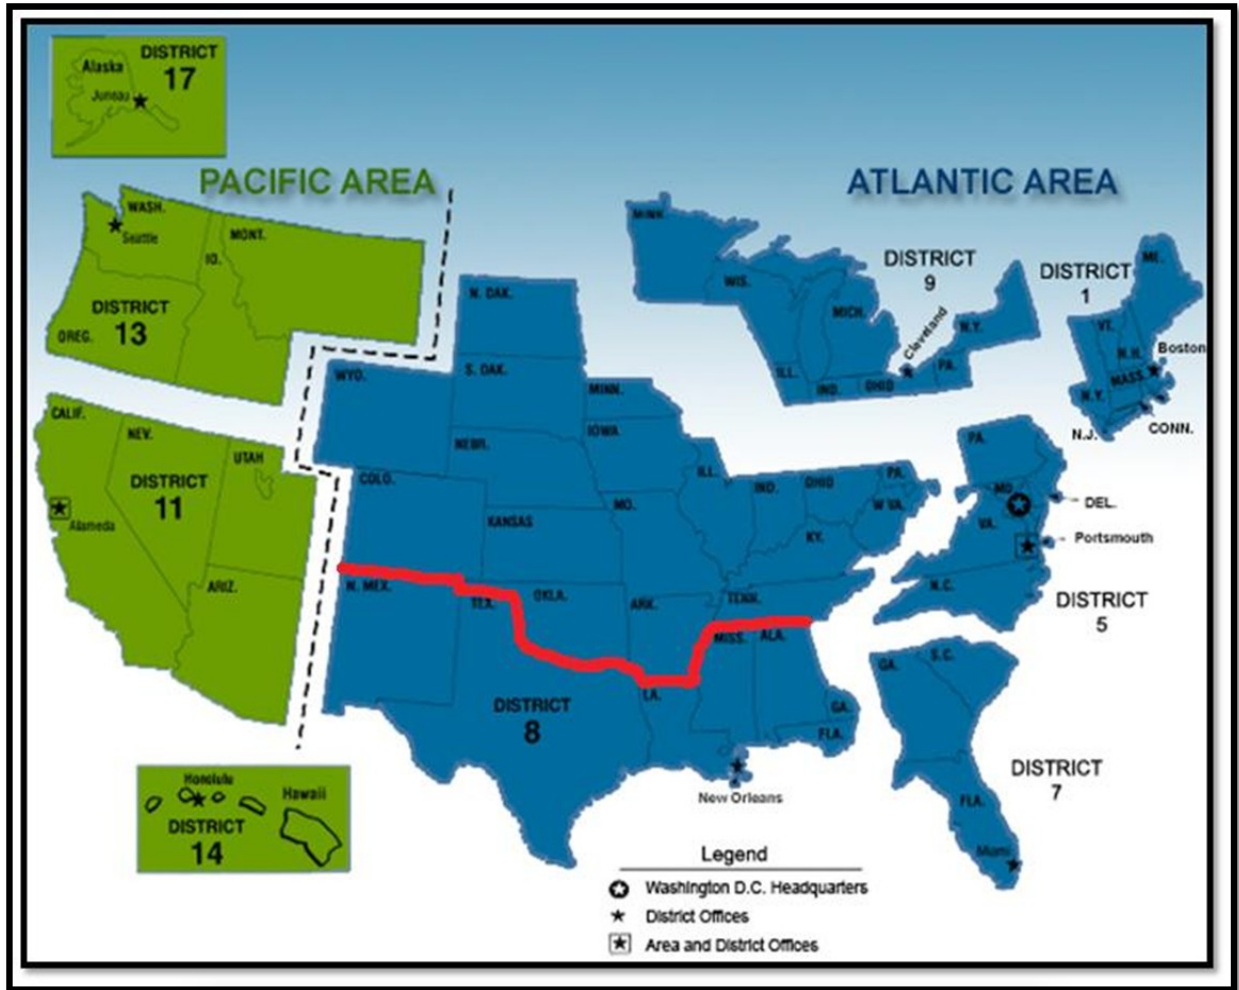 DISTRICT
17
Alaska
Juneau
PACIFIC AREA
ATLANTIC AREA
WASH.
Seattle
MONT.
ID.
DISTRICT
13
OREG.
MINN.
WIS.
MICH.
DISTRICT
9
Cleveland
N.Y.
PA.
ILL.
IND.
OHIO
DISTRICT
1
ME.
VT.
N.H.
Boston
MASS.
N.Y.
N.J.
CONN.
N. DAK.
WYO.
S. DAK.
MINN.
CALIF.
NEV.
UTAH
DISTRICT
11
Alameda
ARIZ.
NEBR.
IOWA
COLO.
ILL.
IND.
OHIO
PA.
W VA.
KANSAS
MO.
KY.
PA.
MD.
DEL.
VA.
Portsmouth
N.C.
DISTRICT
5
N. MEX.
TEX.
OKLA.
ARK.
TENN.
MISS.
ALA.
LA.
DISTRICT
8
GA.
FLA.
New Orleans
GA.
S.C.
DISTRICT
7
FLA.
Miami
Honolulu
Hawaii
DISTRICT
14
Legend
Washington D.C. Headquarters
District Offices
Area and District Offices